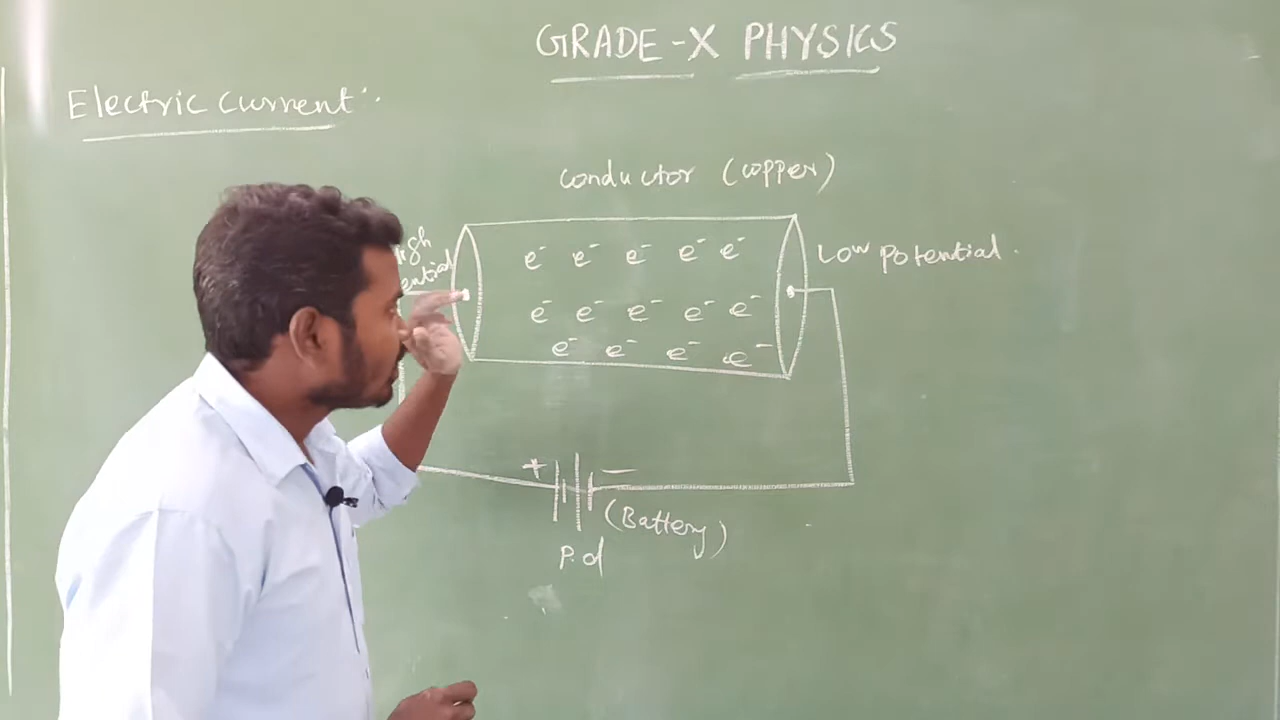 GRADE-X PHYSICS
Electric current:
conductor (copper)
Low potential.
e⁻ e⁻ e⁻ e⁻ e⁻
e⁻ e⁻ e⁻ e⁻ e⁻
e⁻ e⁻ e⁻ e⁻
+ −
(Battery)
P.d